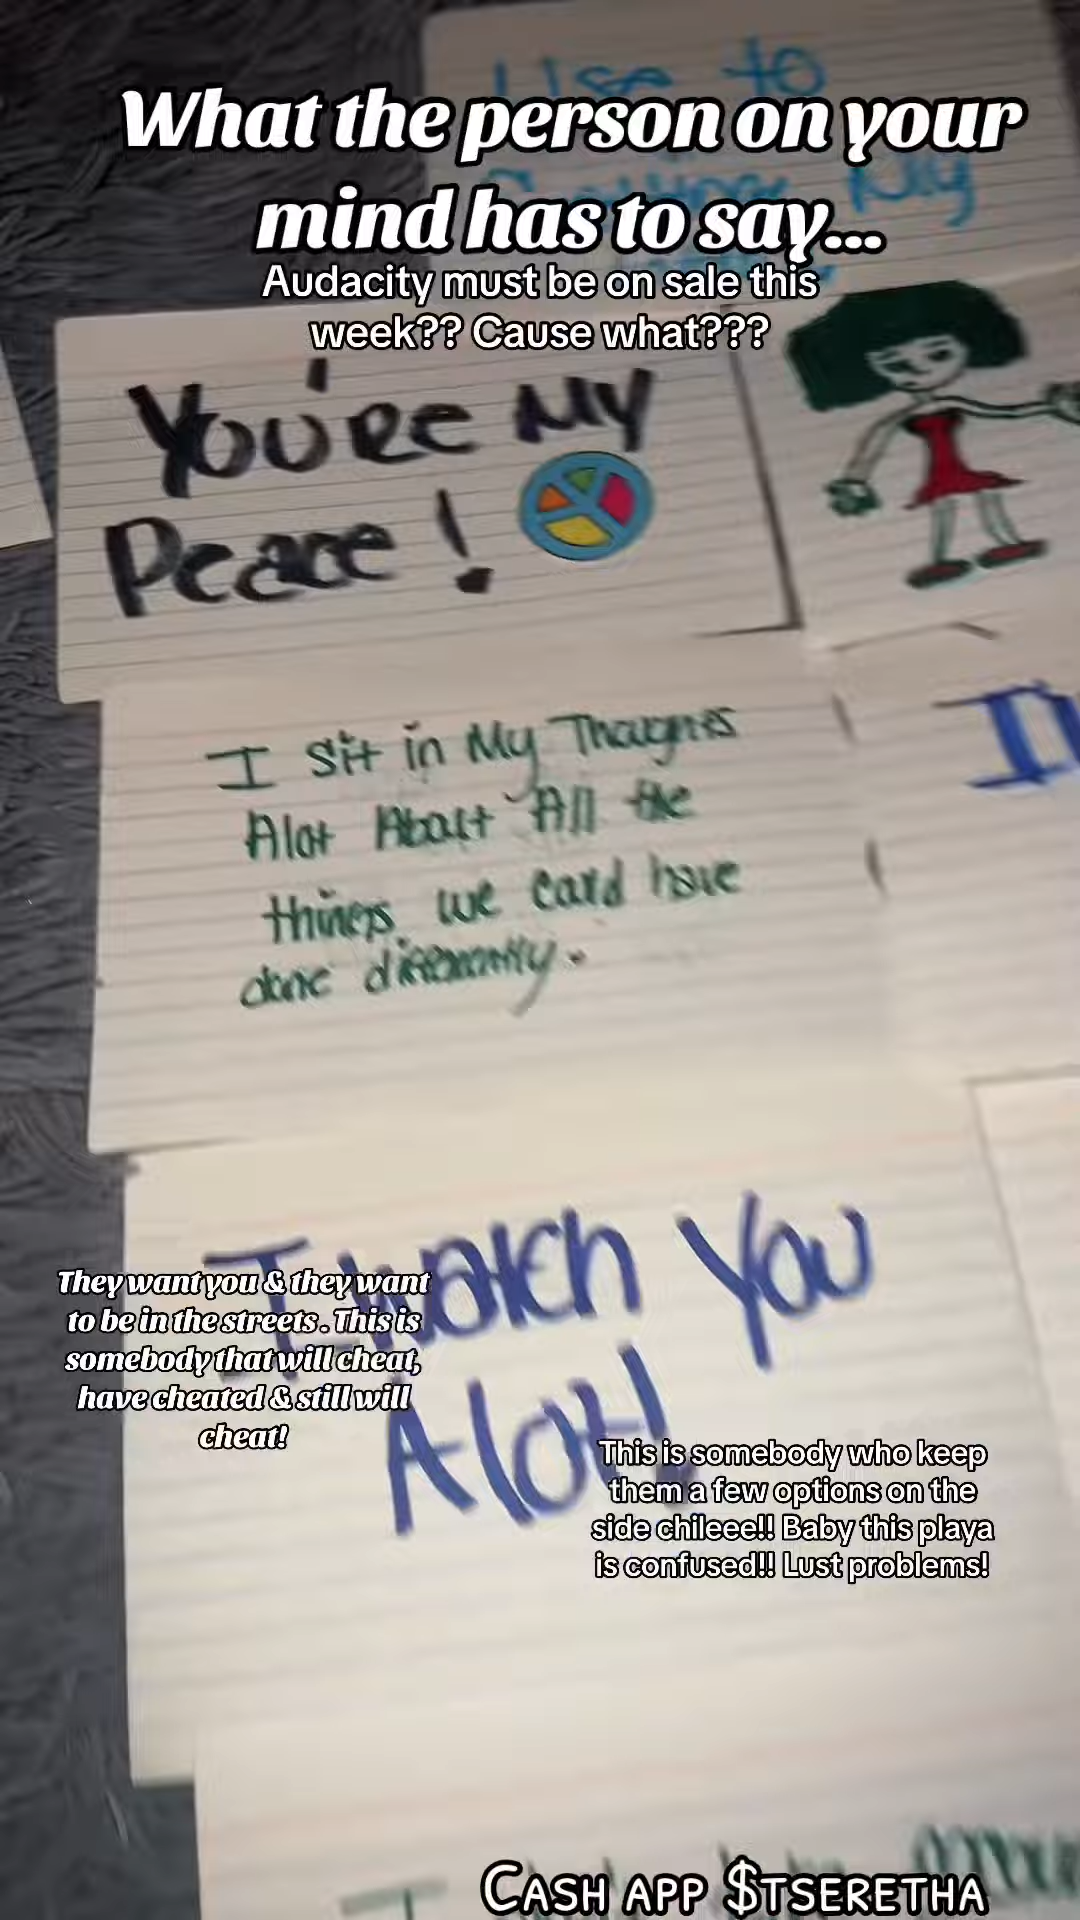 Use to
What the person on your
My
mind has to say...
Audacity must be on sale this
week?? Cause what???
You're My
Peace!
I Sit in My Thoughts
Alot About All the
things we could have
done differently.
I Watch You
Alot!
They want you & they want
to be in the streets. This is
somebody that will cheat,
have cheated & still will
cheat!
This is somebody who keep
them a few options on the
side chileee!! Baby this playa
is confused!! Lust problems!
I
Cash app $tseretha